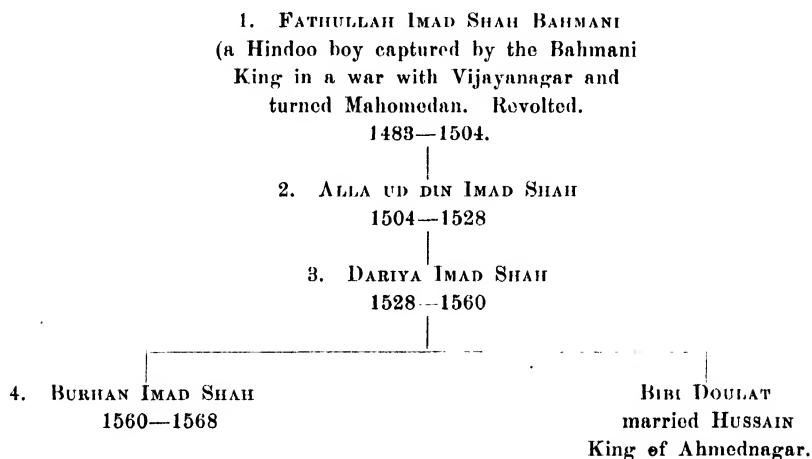 1. FATHULLAH IMAD SHAH BAHMANI
(a Hindoo boy captured by the Bahmani
King in a war with Vijayanagar and
turned Mahomedan. Revolted.
1483—1504.
2. ALLA UD DIN IMAD SHAH
1504—1528
3. DARIYA IMAD SHAH
1528—1560
4. BURHAN IMAD SHAH
1560—1568
BIBI DOULAT
married HUSSAIN
King of Ahmednagar.